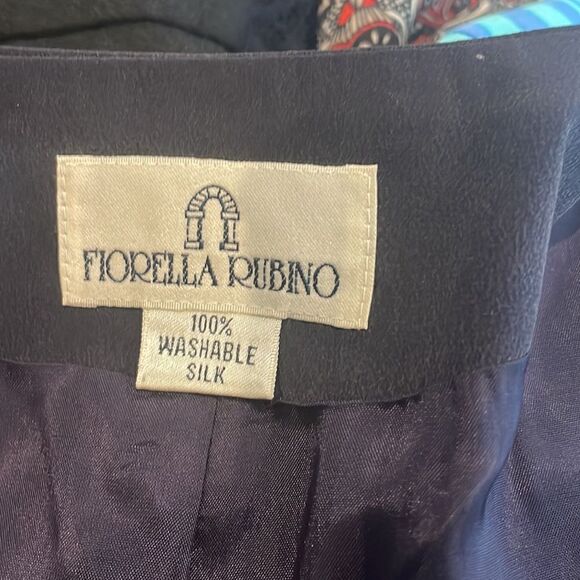 FIORELLA RUBINO
100%
WASHABLE
SILK